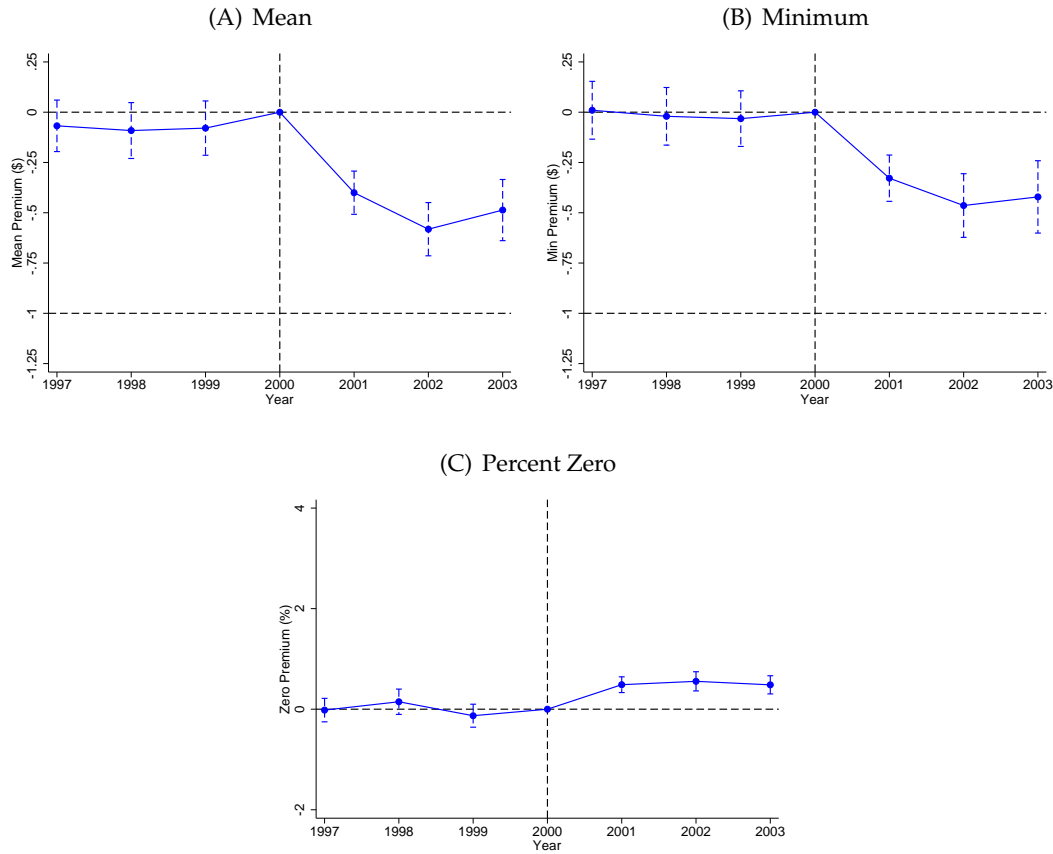 (A) Mean
Mean Premium ($)
.25
0
-.25
-.5
-.75
-1
-1.25
1997 1998 1999 2000 2001 2002 2003
Year
(B) Minimum
Min Premium ($)
.25
0
-.25
-.5
-.75
-1
-1.25
1997 1998 1999 2000 2001 2002 2003
Year
(C) Percent Zero
Zero Premium (%)
4
2
0
-2
1997 1998 1999 2000 2001 2002 2003
Year